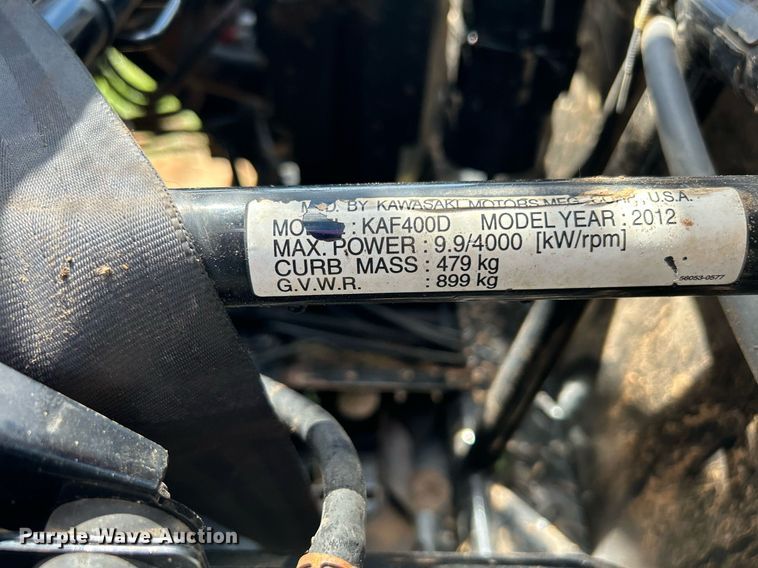 MFD. BY KAWASAKI MOTORS MFG. CORP., U.S.A.
MODEL : KAF400D MODEL YEAR : 2012
MAX. POWER : 9.9/4000 [kW/rpm]
CURB MASS : 479 kg
G.V.W.R. : 899 kg
56053-0577
Purple Wave Auction